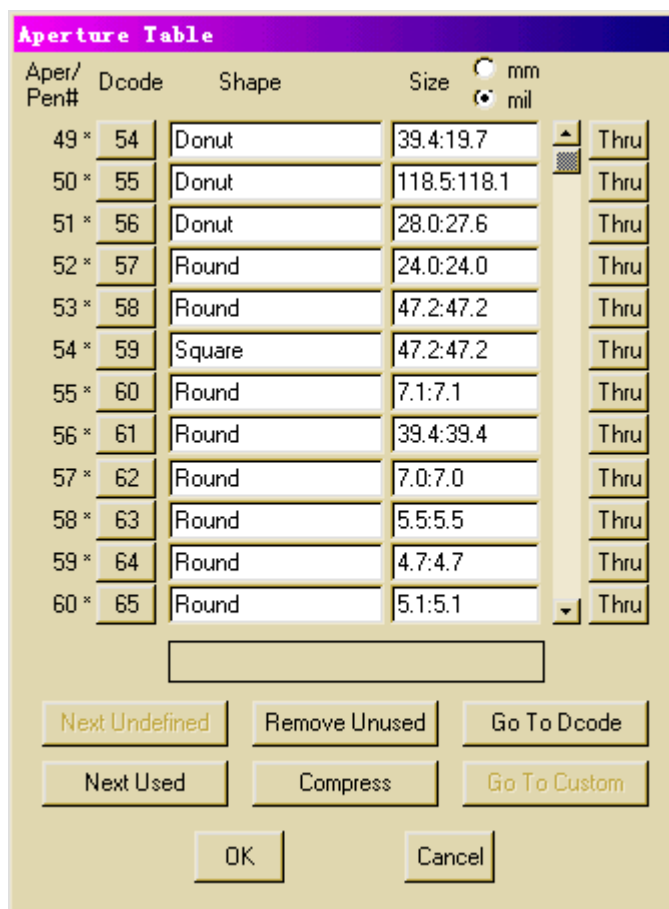 Aperture Table
Aper/ Pen# Dcode Shape Size mm mil
49 * 54 Donut 39.4:19.7 Thru
50 * 55 Donut 118.5:118.1 Thru
51 * 56 Donut 28.0:27.6 Thru
52 * 57 Round 24.0:24.0 Thru
53 * 58 Round 47.2:47.2 Thru
54 * 59 Square 47.2:47.2 Thru
55 * 60 Round 7.1:7.1 Thru
56 * 61 Round 39.4:39.4 Thru
57 * 62 Round 7.0:7.0 Thru
58 * 63 Round 5.5:5.5 Thru
59 * 64 Round 4.7:4.7 Thru
60 * 65 Round 5.1:5.1 Thru
Next Undefined Remove Unused Go To Dcode
Next Used Compress Go To Custom
OK Cancel